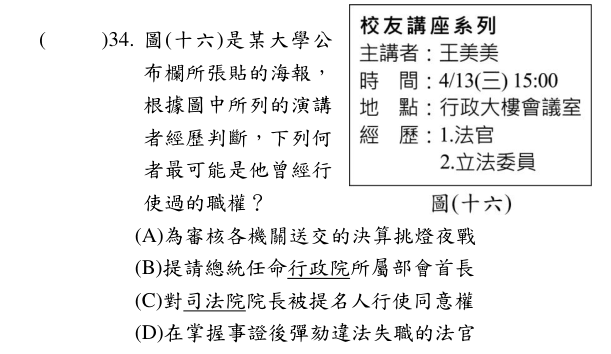 (　　)34. 圖(十六)是某大學公
布欄所張貼的海報，
根據圖中所列的演講
者經歷判斷，下列何
者最可能是他曾經行
使過的職權？
校友講座系列
主講者：王美美
時　間：4/13(三) 15:00
地　點：行政大樓會議室
經　歷：1.法官
2.立法委員
圖(十六)
(A)為審核各機關送交的決算挑燈夜戰
(B)提請總統任命行政院所屬部會首長
(C)對司法院院長被提名人行使同意權
(D)在掌握事證後彈劾違法失職的法官